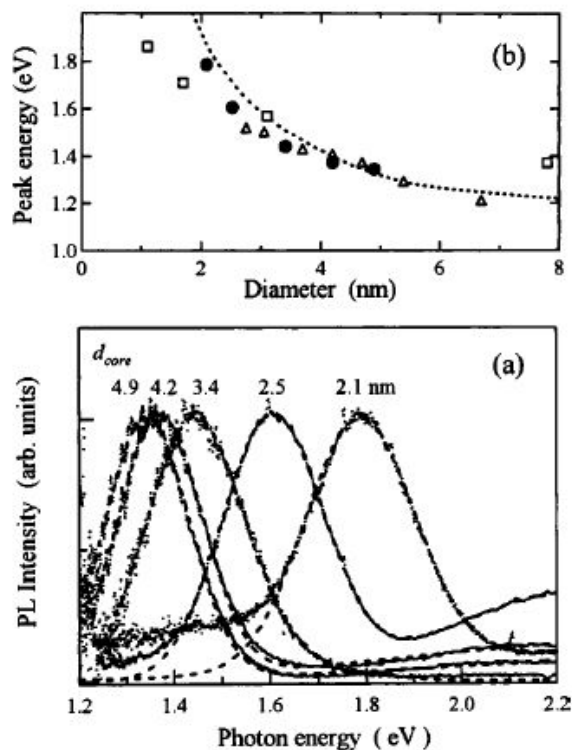 (b)
Peak energy (eV)
1.8
1.6
1.4
1.2
1.0
0 2 4 6 8
Diameter (nm)
(a)
d_core
4.9 4.2 3.4 2.5 2.1 nm
PL Intensity (arb. units)
1.2 1.4 1.6 1.8 2.0 2.2
Photon energy ( eV )